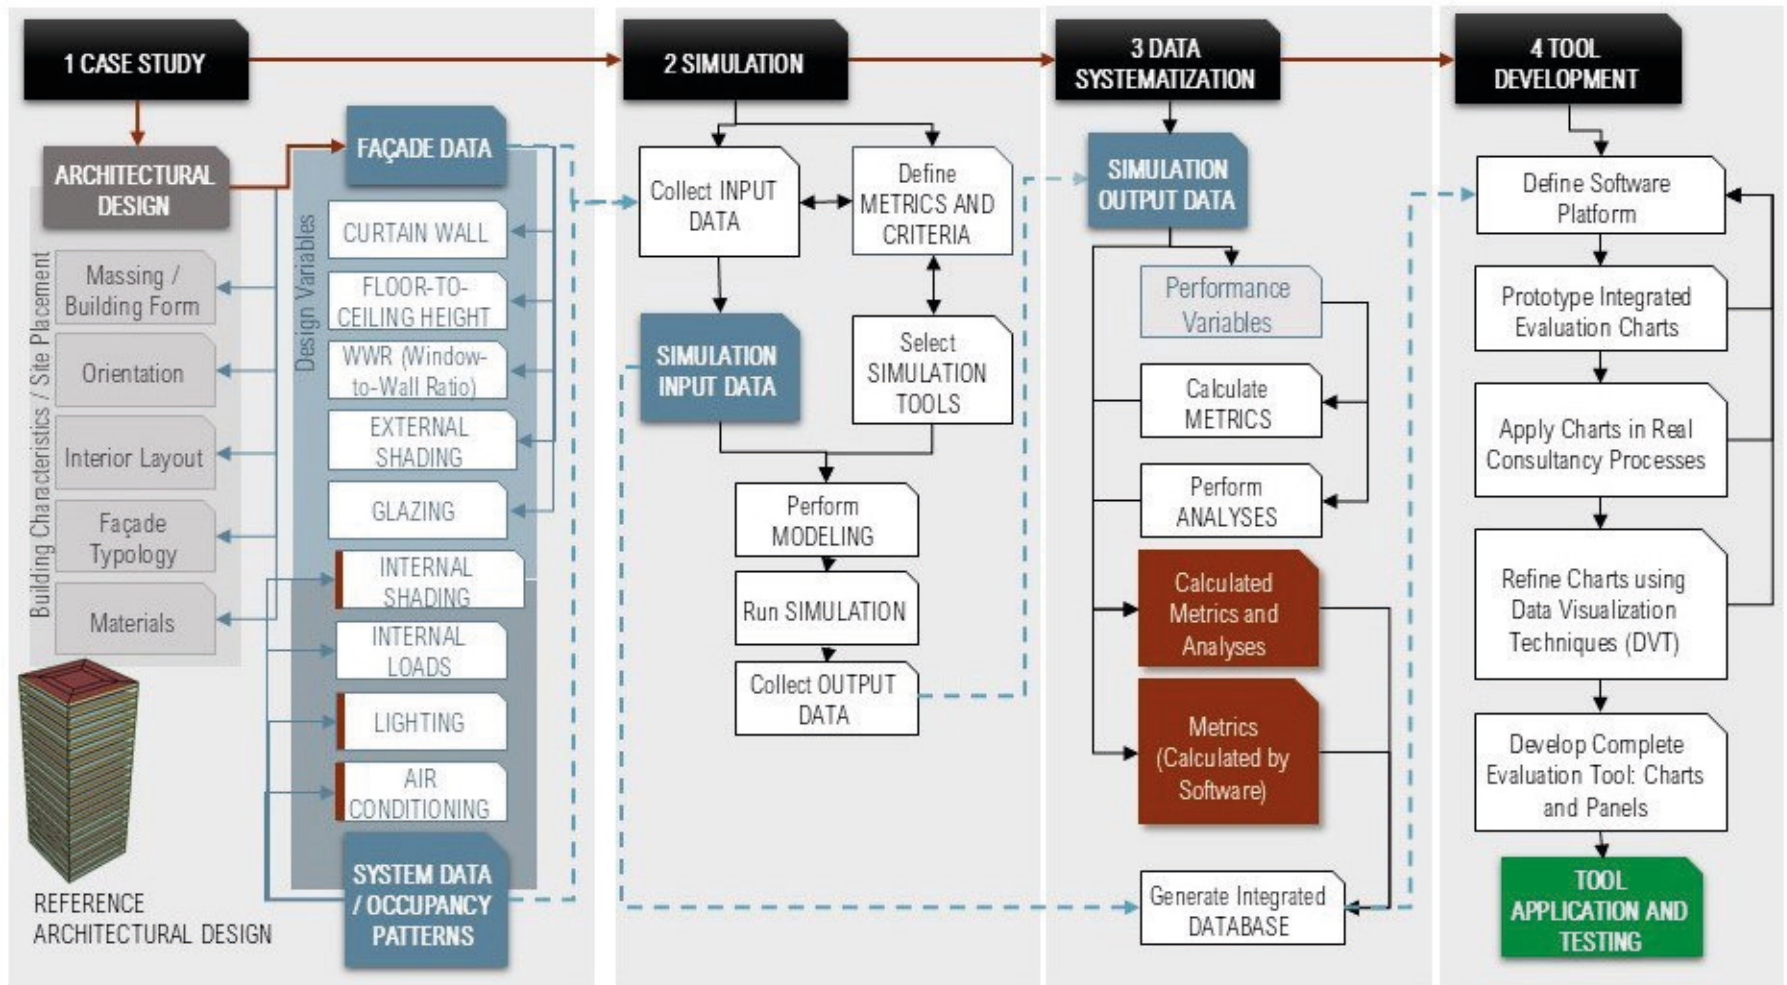 1 CASE STUDY
ARCHITECTURAL
DESIGN
Building Characteristics / Site Placement
Massing /
Building Form
Orientation
Interior Layout
Façade
Typology
Materials
REFERENCE
ARCHITECTURAL DESIGN
FAÇADE DATA
Design Variables
CURTAIN WALL
FLOOR-TO-
CEILING HEIGHT
WWR (Window-
to-Wall Ratio)
EXTERNAL
SHADING
GLAZING
INTERNAL
SHADING
INTERNAL
LOADS
LIGHTING
AIR
CONDITIONING
SYSTEM DATA
/ OCCUPANCY
PATTERNS
2 SIMULATION
Collect INPUT
DATA
Define
METRICS AND
CRITERIA
SIMULATION
INPUT DATA
Select
SIMULATION
TOOLS
Perform
MODELING
Run SIMULATION
Collect OUTPUT
DATA
3 DATA
SYSTEMATIZATION
SIMULATION
OUTPUT DATA
Performance
Variables
Calculate
METRICS
Perform
ANALYSES
Calculated
Metrics and
Analyses
Metrics
(Calculated by
Software)
Generate Integrated
DATABASE
4 TOOL
DEVELOPMENT
Define Software
Platform
Prototype Integrated
Evaluation Charts
Apply Charts in Real
Consultancy Processes
Refine Charts using
Data Visualization
Techniques (DVT)
Develop Complete
Evaluation Tool: Charts
and Panels
TOOL
APPLICATION AND
TESTING